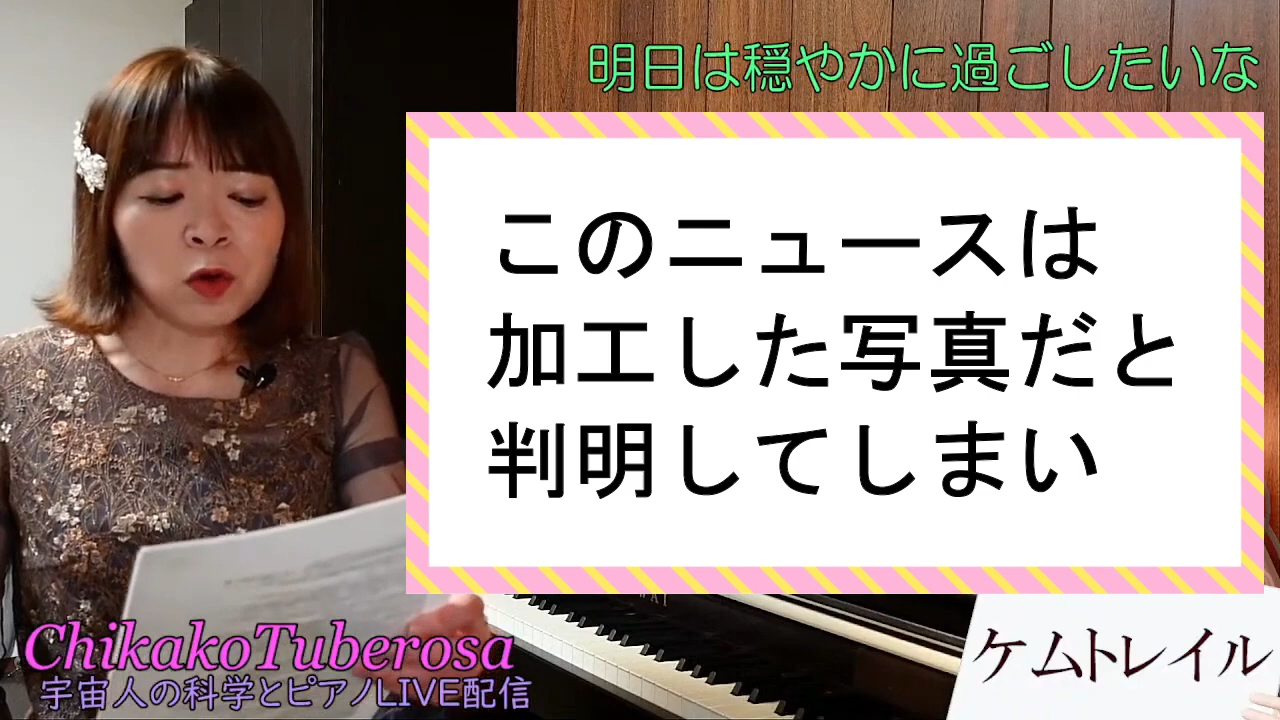 明日は穏やかに過ごしたいな
このニュースは
加工した写真だと
判明してしまい
ChikakoTuberosa
宇宙人の科学とピアノLIVE配信
ケムトレイル